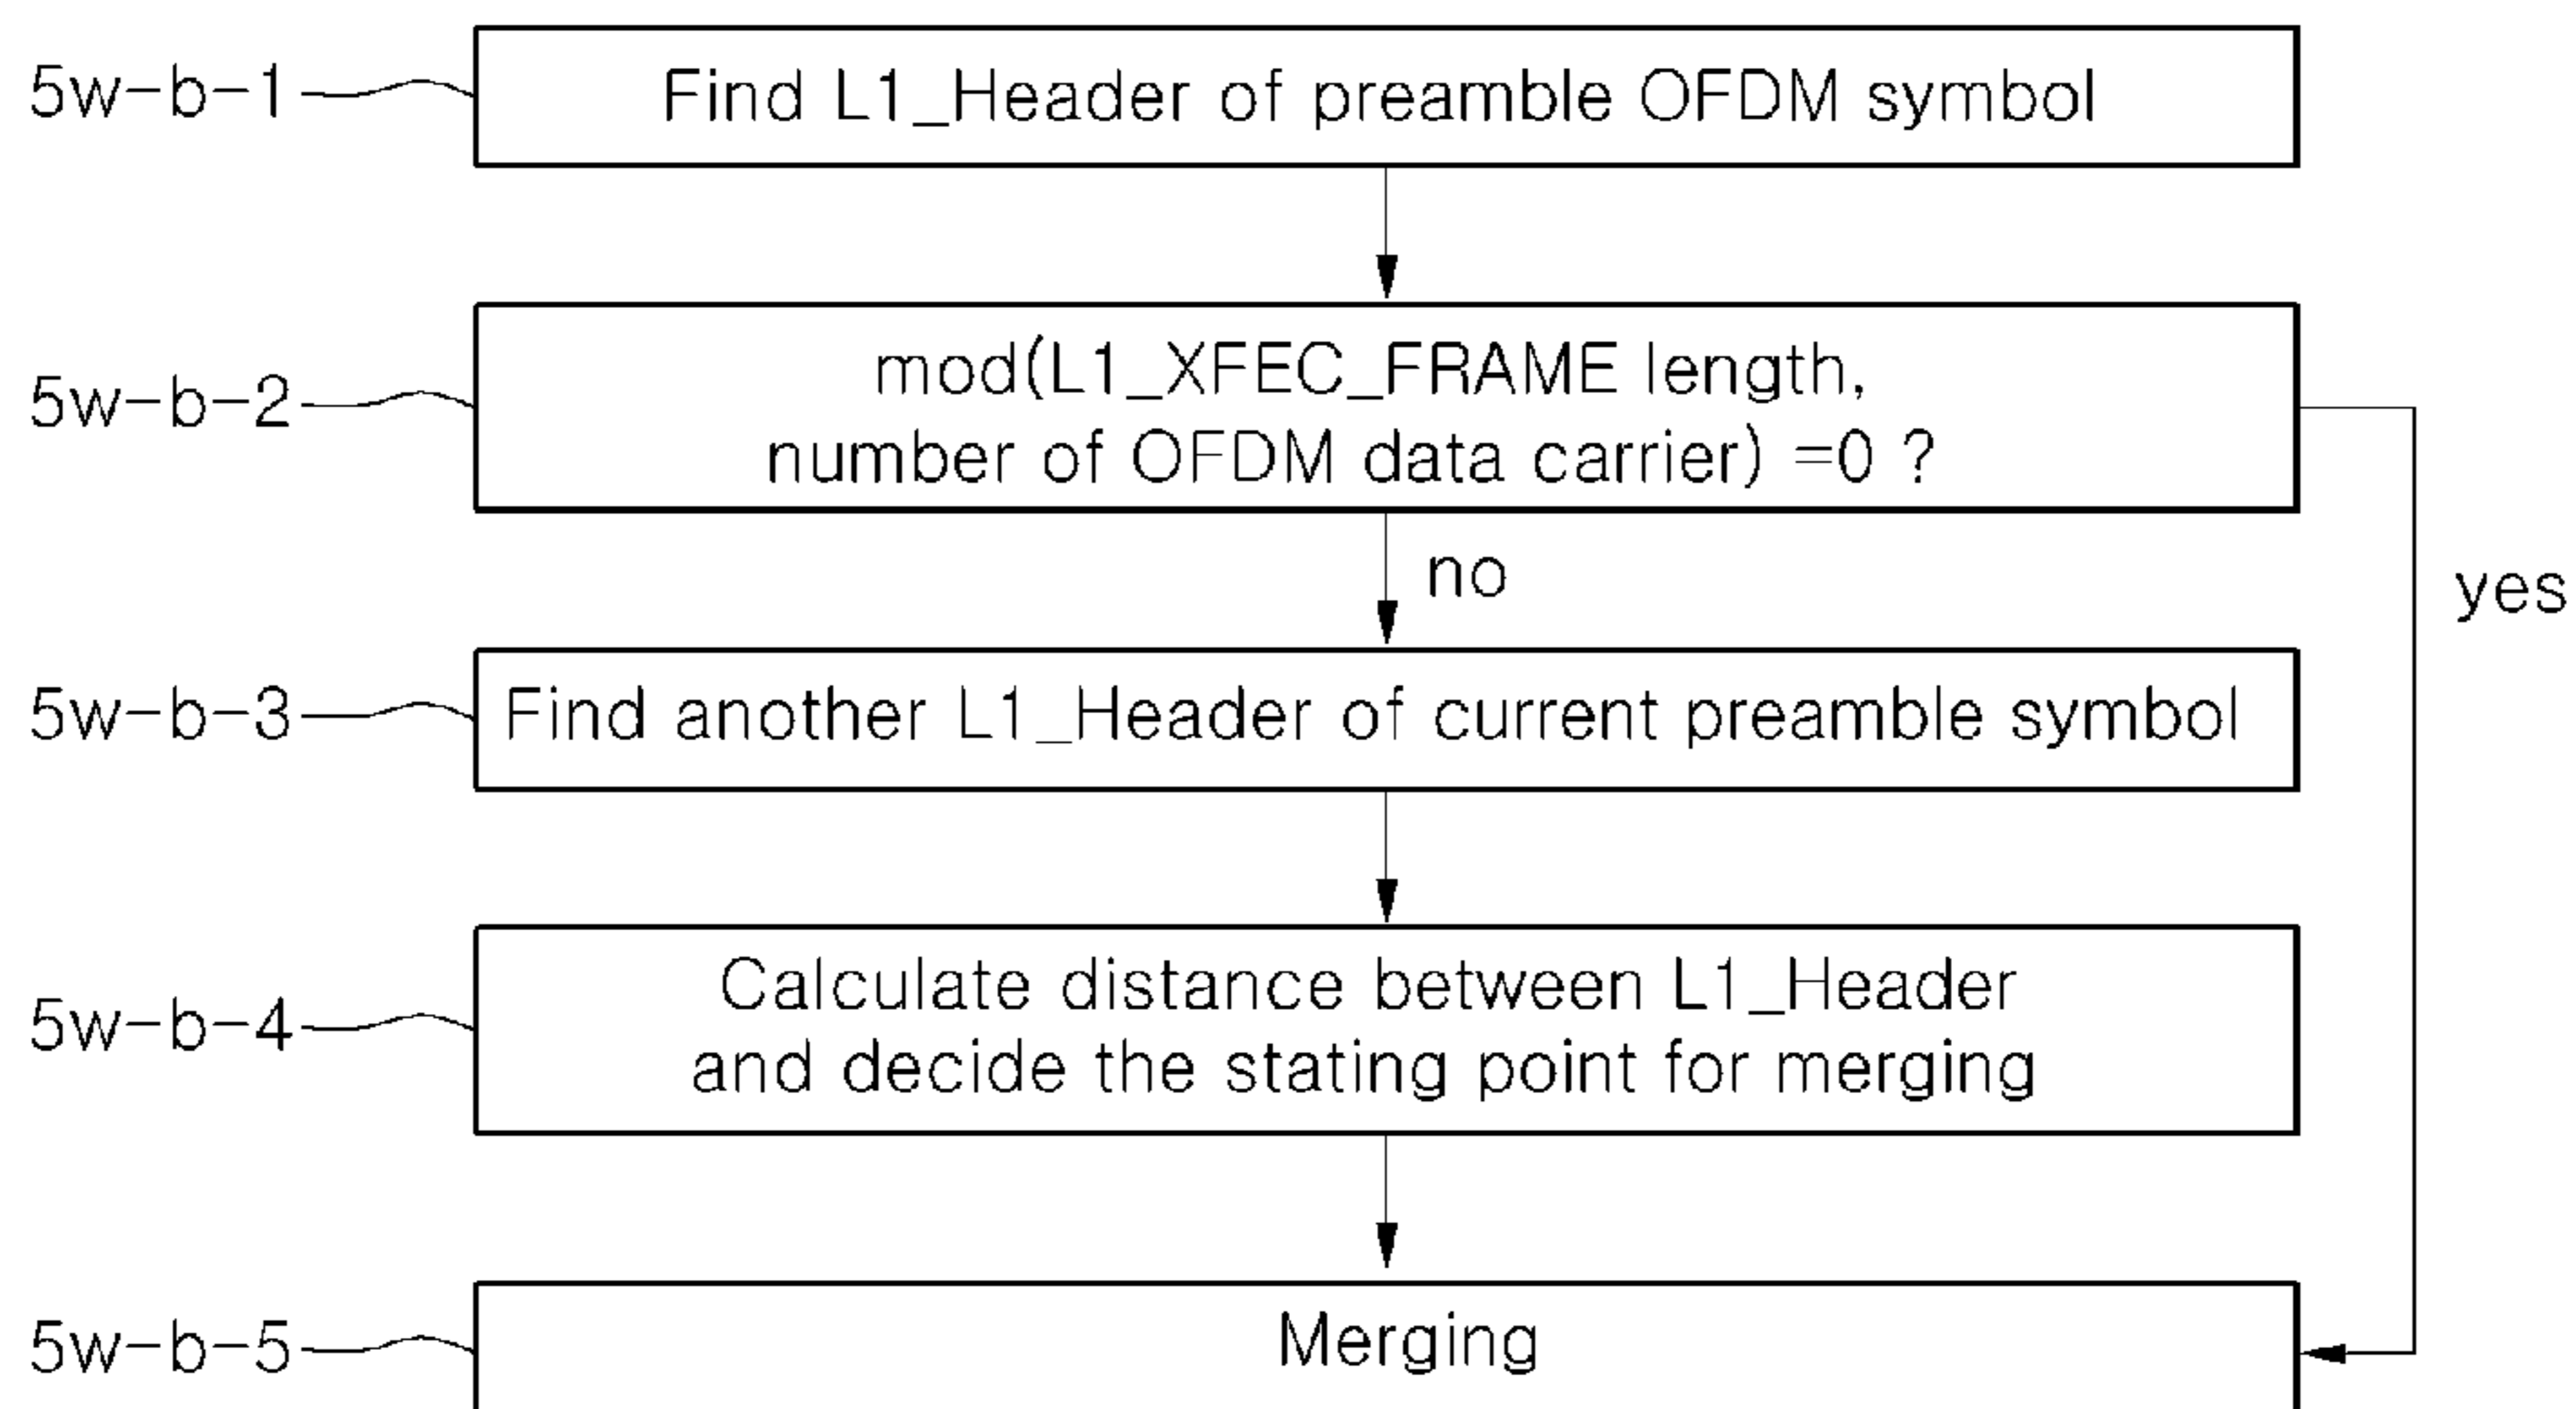 5w-b-1
Find L1_Header of preamble OFDM symbol
5w-b-2
mod(L1_XFEC_FRAME length,
number of OFDM data carrier) =0 ?
no
yes
5w-b-3
Find another L1_Header of current preamble symbol
5w-b-4
Calculate distance between L1_Header
and decide the stating point for merging
5w-b-5
Merging